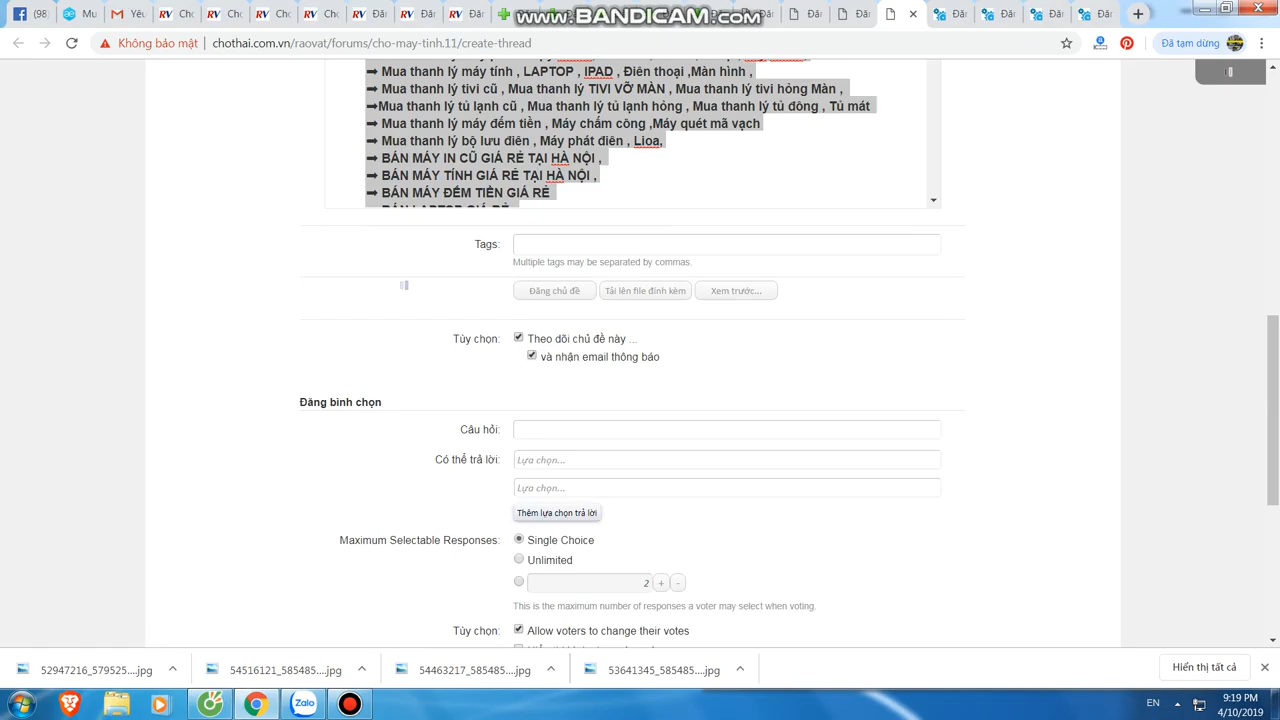 (98)
Mu
Yêu
Đă
www.BANDICAM.com
Không bảo mật
chothai.com.vn/raovat/forums/cho-may-tinh.11/create-thread
Đã tạm dừng
➡ Mua thanh lý máy tính , LAPTOP , IPAD , Điên thoại ,Màn hình ,
➡ Mua thanh lý tivi cũ , Mua thanh lý TIVI VỠ MÀN , Mua thanh lý tivi hỏng Màn ,
➡Mua thanh lý tủ lạnh cũ , Mua thanh lý tủ lạnh hỏng , Mua thanh lý tủ đông , Tủ mát
➡ Mua thanh lý máy đếm tiền , Máy chấm công ,Máy quét mã vạch
➡ Mua thanh lý bộ lưu điên , Máy phát điên , Lioa,
➡ BÁN MÁY IN CŨ GIÁ RẺ TẠI HÀ NỘI ,
➡ BÁN MÁY TÍNH GIÁ RẺ TẠI HÀ NỘI ,
➡ BÁN MÁY ĐẾM TIỀN GIÁ RẺ
Tags:
Multiple tags may be separated by commas.
Đăng chủ đề
Tải lên file đính kèm
Xem trước...
Tùy chọn:
Theo dõi chủ đề này ...
và nhận email thông báo
Đăng bình chọn
Câu hỏi:
Có thể trả lời:
Lựa chọn...
Lựa chọn...
Thêm lựa chọn trả lời
Maximum Selectable Responses:
Single Choice
Unlimited
2 + -
This is the maximum number of responses a voter may select when voting.
Tùy chọn:
Allow voters to change their votes
52947216_579525....jpg
54516121_585485....jpg
54463217_585485....jpg
53641345_585485....jpg
Hiển thị tất cả
Zalo
EN
9:19 PM
4/10/2019